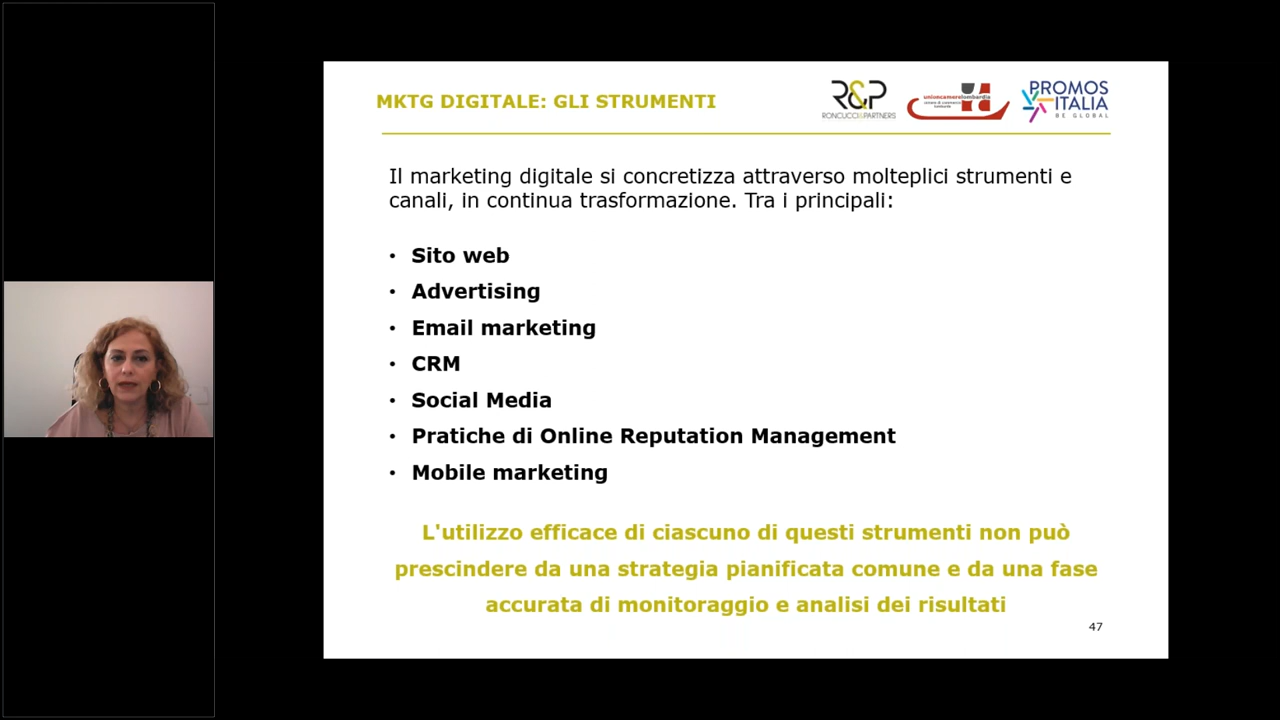 MKTG DIGITALE: GLI STRUMENTI
R&P
RONCUCCI&PARTNERS
unioncamerelombardia
PROMOS
ITALIA
BE GLOBAL
Il marketing digitale si concretizza attraverso molteplici strumenti e
canali, in continua trasformazione. Tra i principali:
• Sito web
• Advertising
• Email marketing
• CRM
• Social Media
• Pratiche di Online Reputation Management
• Mobile marketing
L'utilizzo efficace di ciascuno di questi strumenti non può
prescindere da una strategia pianificata comune e da una fase
accurata di monitoraggio e analisi dei risultati
47